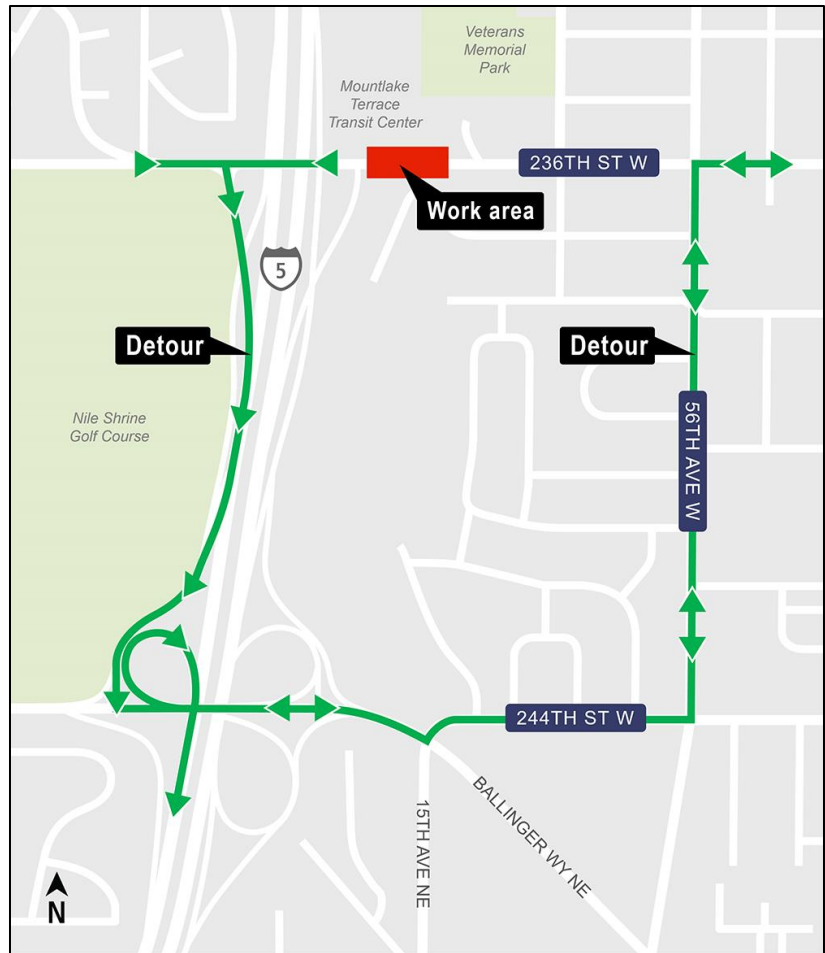 Veterans
Memorial
Park
Mountlake
Terrace
Transit Center
236TH ST W
Work area
5
Detour
Detour
Nile Shrine
Golf Course
56TH AVE W
244TH ST W
15TH AVE NE
BALLINGER WY NE
N